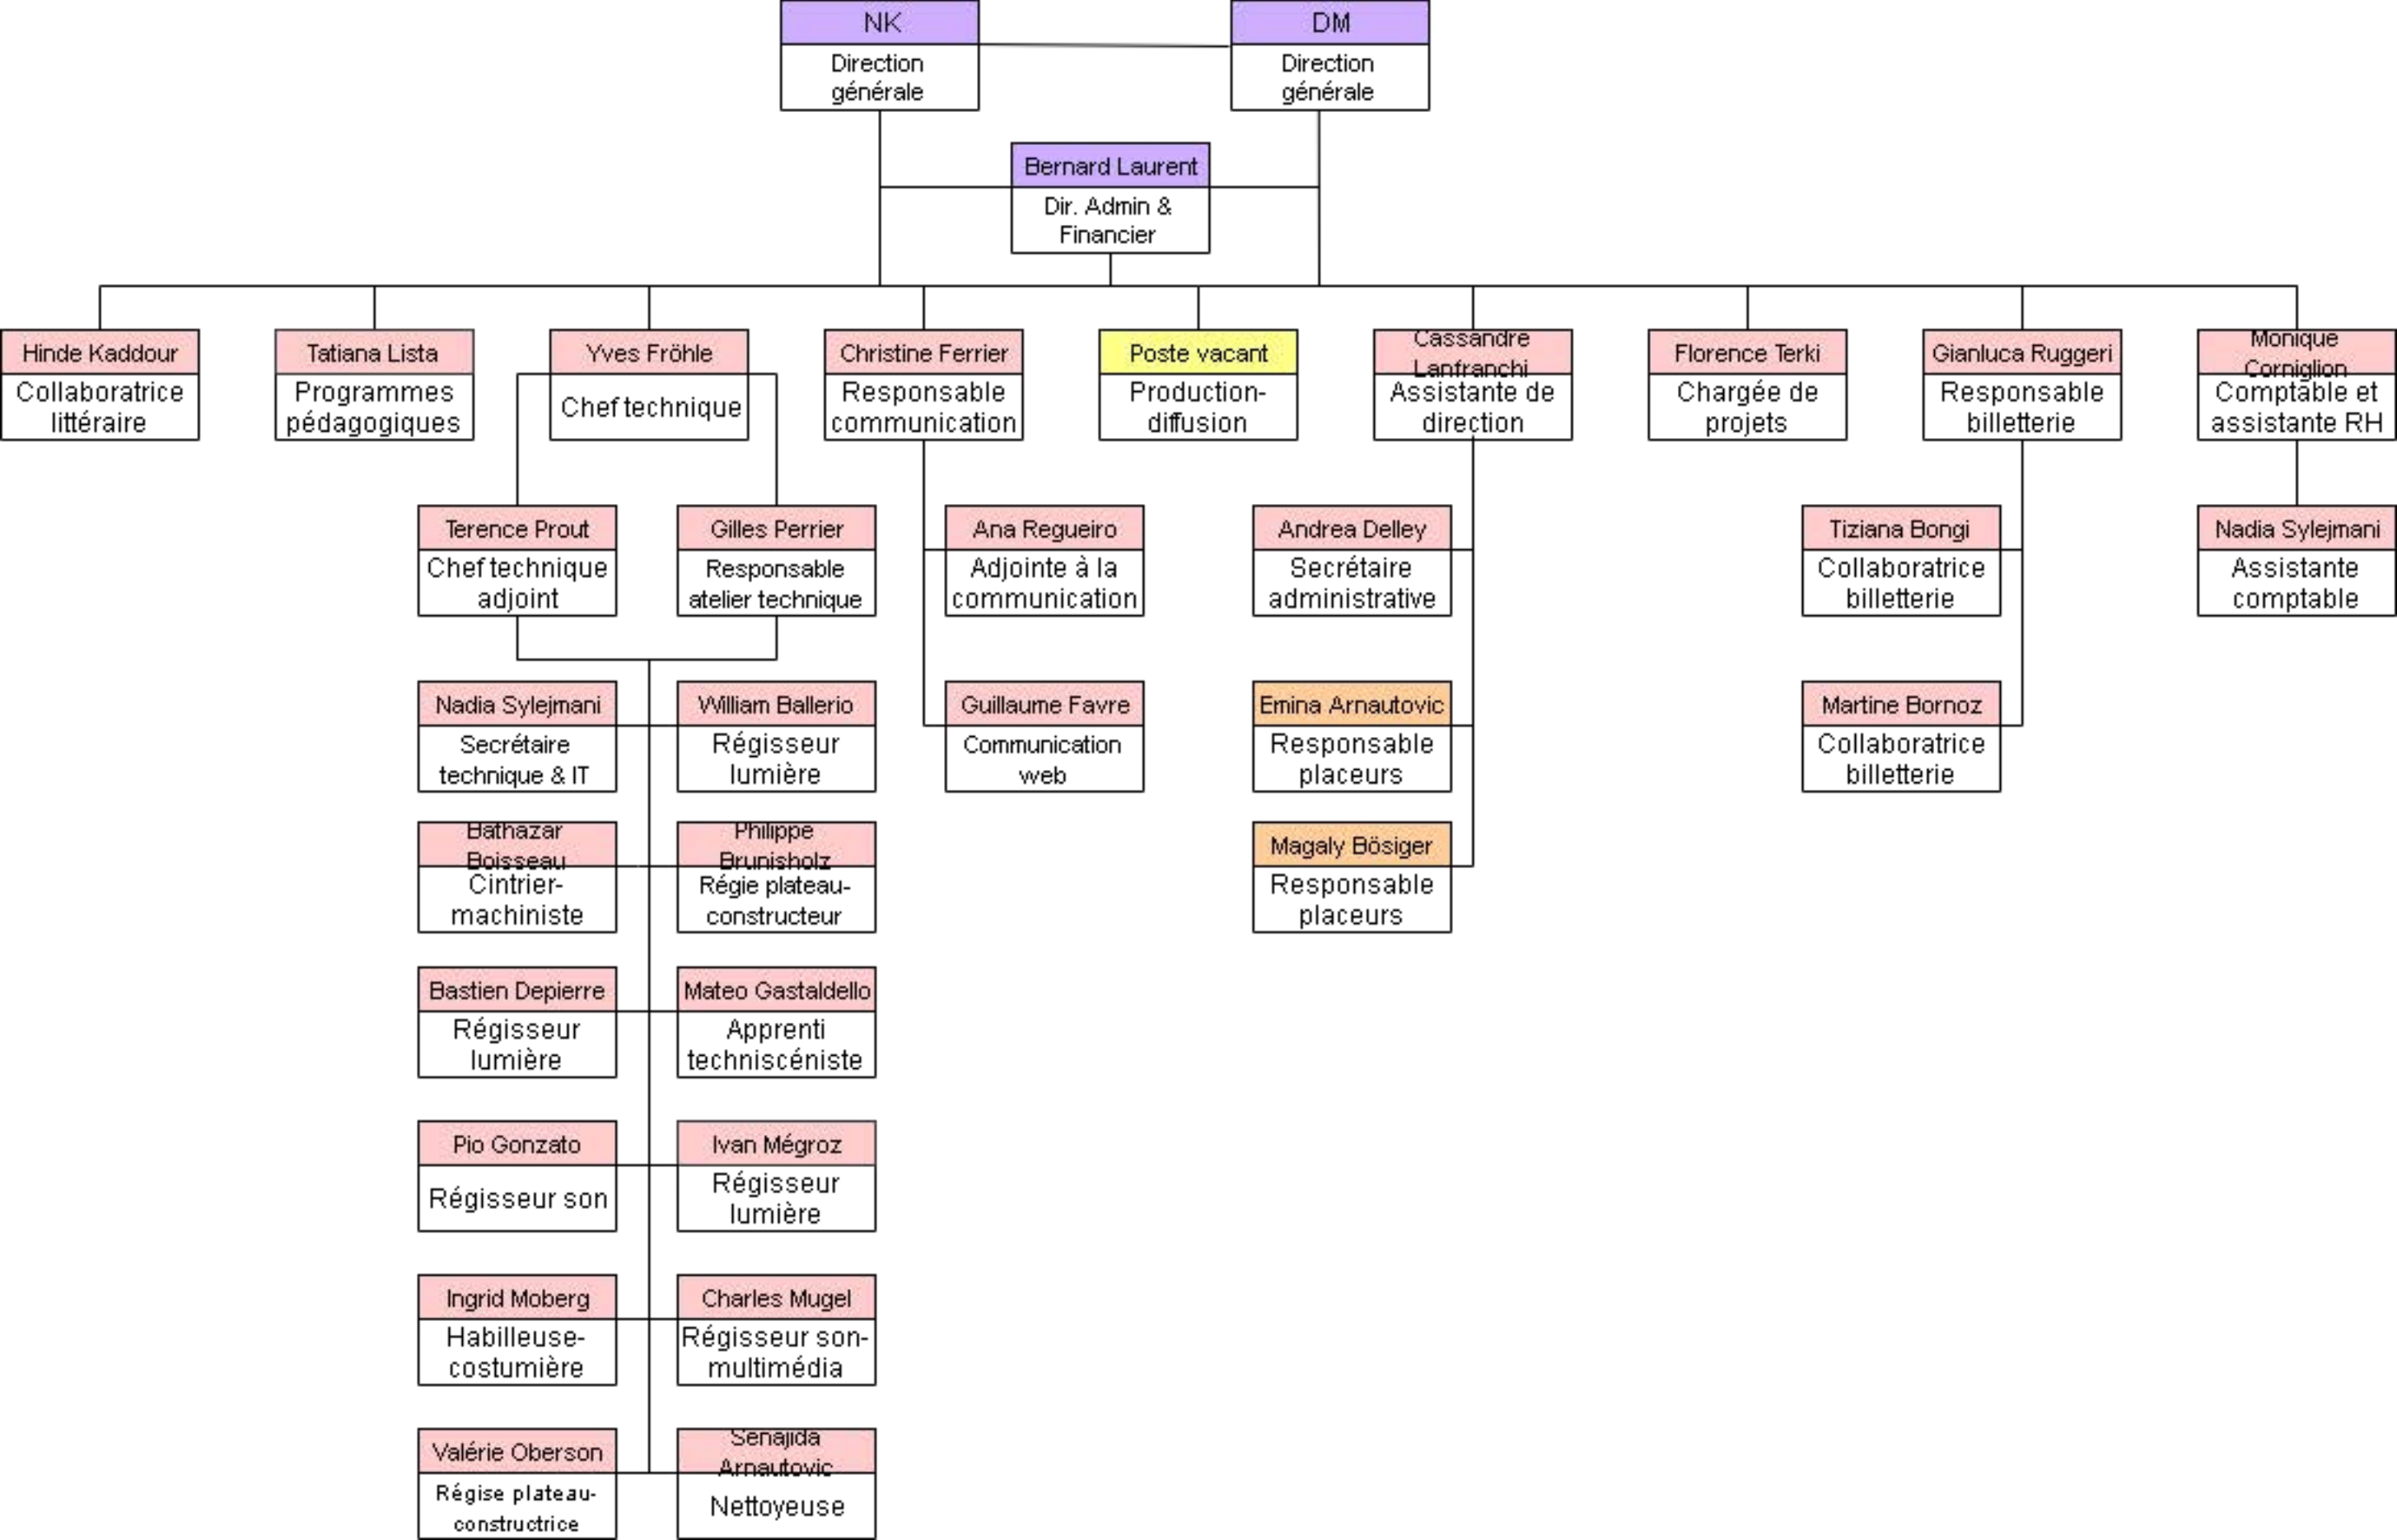 NK
Direction
générale
DM
Direction
générale
Bernard Laurent
Dir. Admin &
Financier
Hinde Kaddour
Collaboratrice
littéraire
Tatiana Lista
Programmes
pédagogiques
Yves Fröhle
Chef technique
Christine Ferrier
Responsable
communication
Poste vacant
Production-
diffusion
Cassandre
Lanfranchi
Assistante de
direction
Florence Terki
Chargée de
projets
Gianluca Ruggeri
Responsable
billetterie
Monique
Corniglion
Comptable et
assistante RH
Terence Prout
Chef technique
adjoint
Gilles Perrier
Responsable
atelier technique
Ana Regueiro
Adjointe à la
communication
Andrea Delley
Secrétaire
administrative
Tiziana Bongi
Collaboratrice
billetterie
Nadia Sylejmani
Assistante
comptable
Nadia Sylejmani
Secrétaire
technique & IT
William Ballerio
Régisseur
lumière
Guillaume Favre
Communication
web
Emina Arnautovic
Responsable
placeurs
Martine Bornoz
Collaboratrice
billetterie
Bathazar
Boisseau
Cintrier-
machiniste
Philippe
Brunisholz
Régie plateau-
constructeur
Magaly Bösiger
Responsable
placeurs
Bastien Depierre
Régisseur
lumière
Mateo Gastaldello
Apprenti
techniscéniste
Pio Gonzato
Régisseur son
Ivan Mégroz
Régisseur
lumière
Ingrid Moberg
Habilleuse-
costumière
Charles Mugel
Régisseur son-
multimédia
Valérie Oberson
Régise plateau-
constructrice
Senajida
Arnautovic
Nettoyeuse